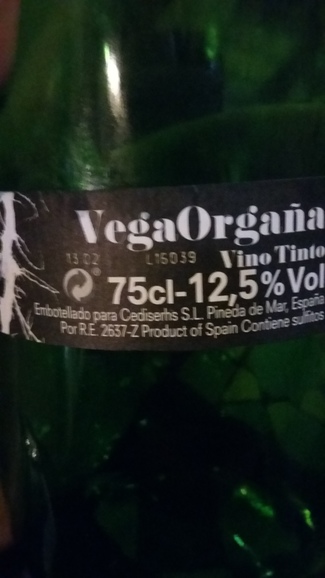 VegaOrgaña
13 02 L16039 Vino Tinto
75cl-12,5% Vol
Embotellado para Cediserhs S.L. Pineda de Mar, España
Por R.E. 2637-Z Product of Spain Contiene sulfitos